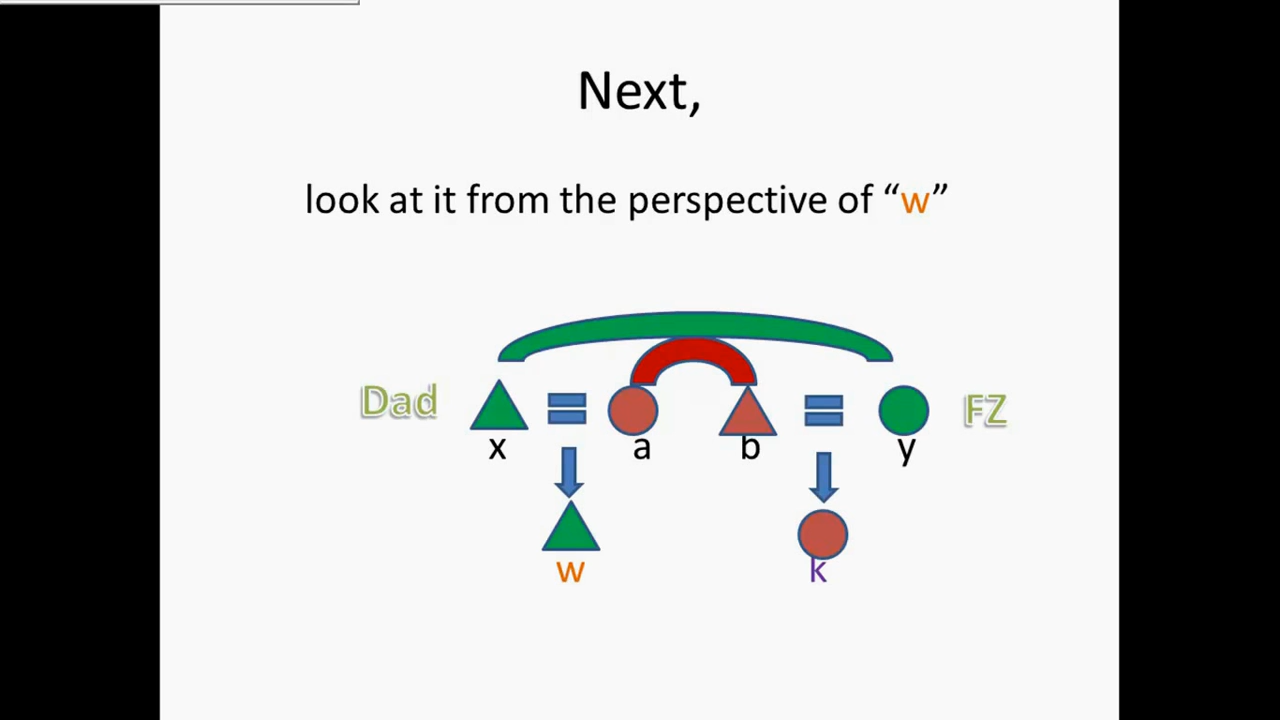 Next,
look at it from the perspective of “w”
Dad
FZ
x
a
b
y
w
k